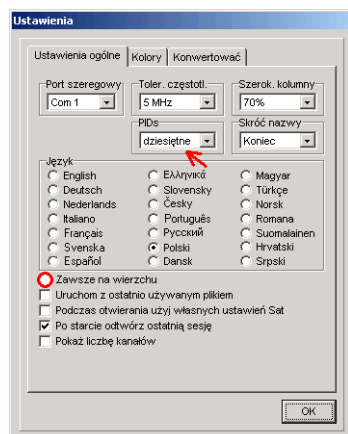 Ustawienia
Ustawienia ogólne Kolory Konwertować
Port szeregowy Toler. częstotl. Szerok. kolumny
Com 1 5 MHz 70%
PIDs Skróć nazwy
dziesiętne Koniec
Język
English Ελληνικά Magyar
Deutsch Slovensky Türkçe
Nederlands Česky Norsk
Italiano Português Romana
Français Русский Suomalainen
Svenska Polski Hrvatski
Español Dansk Srpski
Zawsze na wierzchu
Uruchom z ostatnio używanym plikiem
Podczas otwierania użyj własnych ustawień Sat
Po starcie odtwórz ostatnią sesję
Pokaż liczbę kanałów
OK